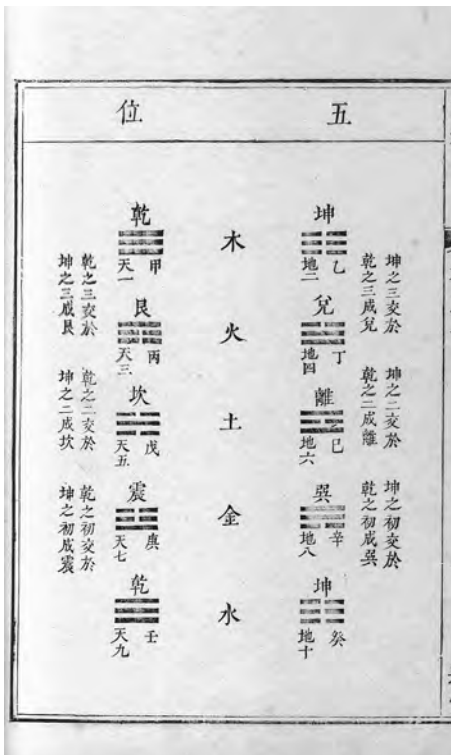 五位
坤之三交於
乾之三成兌
坤之二交於
乾之二成離
坤之初交於
乾之初成巽
坤
乙
地二
兌
丁
地四
離
巳
地六
巽
辛
地八
坤
癸
地十
木
火
土
金
水
乾
甲
天一
艮
丙
天三
坎
戊
天五
震
庚
天七
乾
壬
天九
乾之三交於
坤之三成艮
乾之二交於
坤之二成坎
乾之初交於
坤之初成震